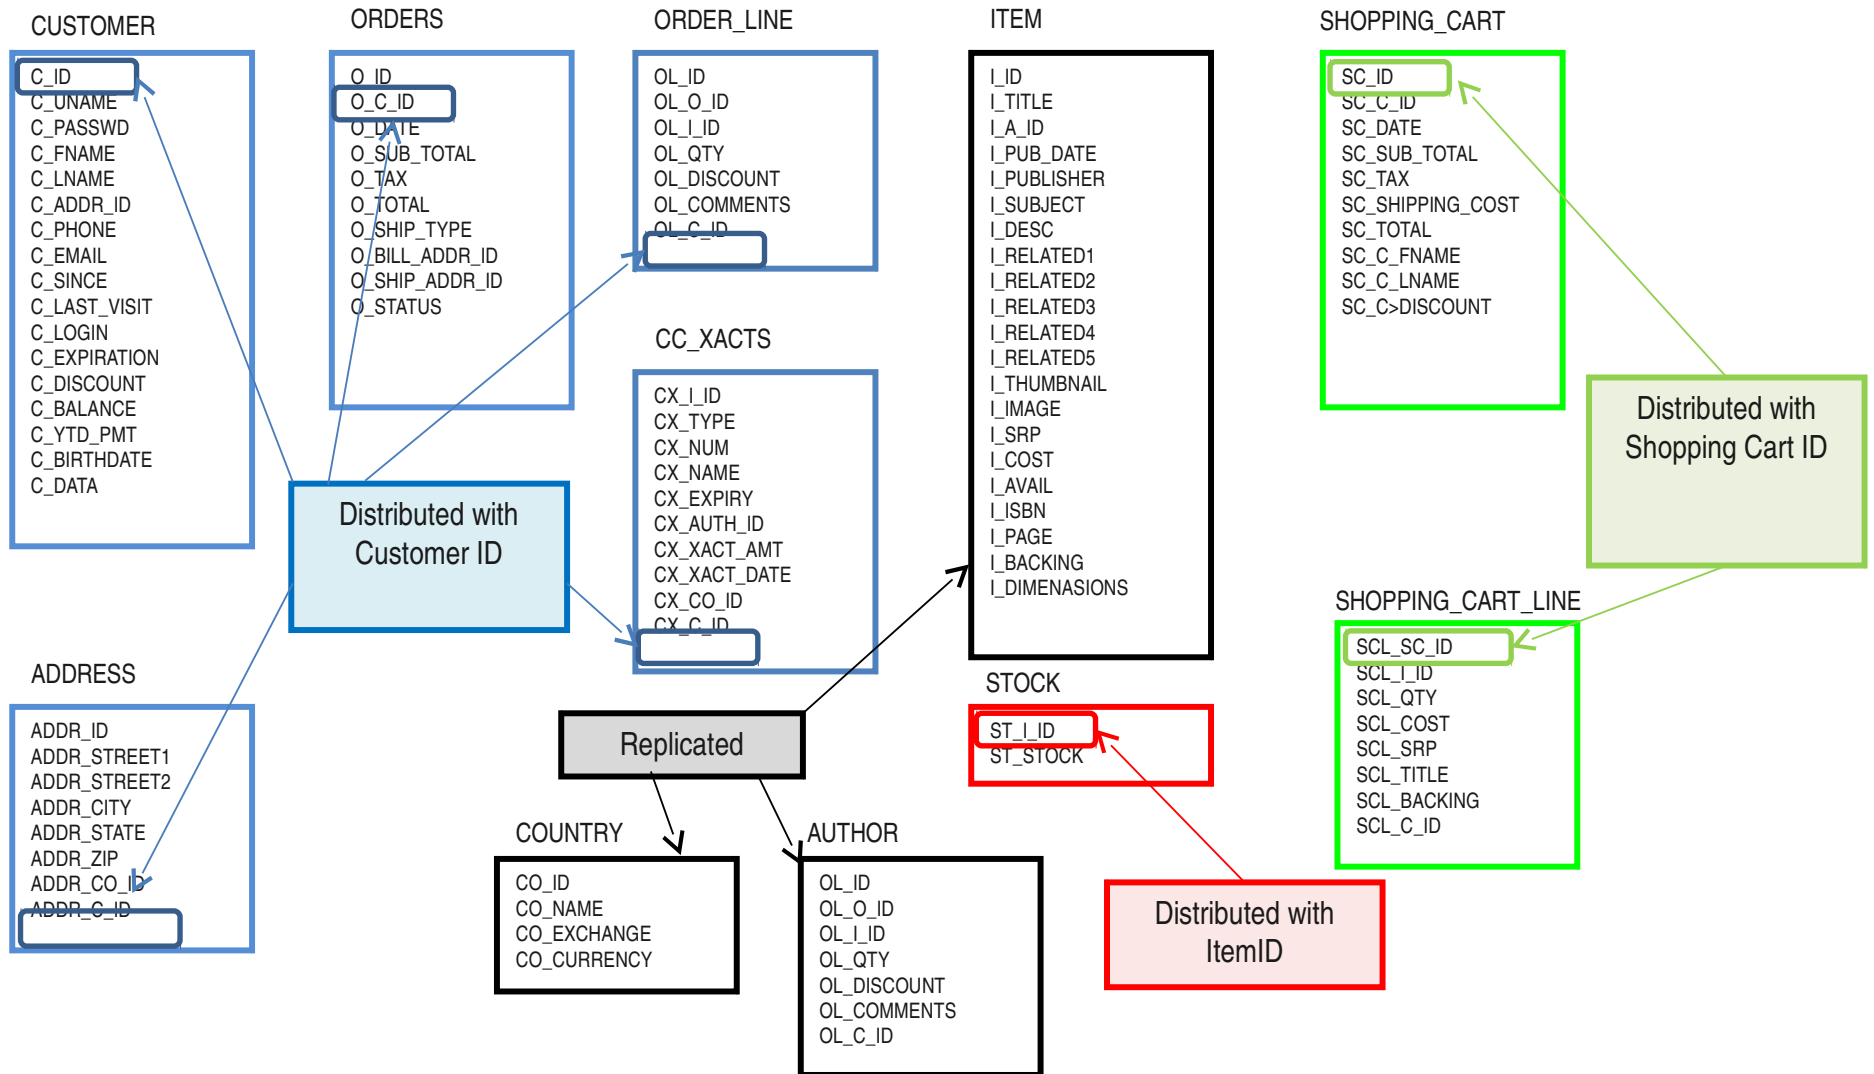 CUSTOMER
C_ID
C_UNAME
C_PASSWD
C_FNAME
C_LNAME
C_ADDR_ID
C_PHONE
C_EMAIL
C_SINCE
C_LAST_VISIT
C_LOGIN
C_EXPIRATION
C_DISCOUNT
C_BALANCE
C_YTD_PMT
C_BIRTHDATE
C_DATA
ORDERS
O_ID
O_C_ID
O_DATE
O_SUB_TOTAL
O_TAX
O_TOTAL
O_SHIP_TYPE
O_BILL_ADDR_ID
O_SHIP_ADDR_ID
O_STATUS
ORDER_LINE
OL_ID
OL_O_ID
OL_I_ID
OL_QTY
OL_DISCOUNT
OL_COMMENTS
OL_C_ID
ITEM
I_ID
I_TITLE
I_A_ID
I_PUB_DATE
I_PUBLISHER
I_SUBJECT
I_DESC
I_RELATED1
I_RELATED2
I_RELATED3
I_RELATED4
I_RELATED5
I_THUMBNAIL
I_IMAGE
I_SRP
I_COST
I_AVAIL
I_ISBN
I_PAGE
I_BACKING
I_DIMENASIONS
SHOPPING_CART
SC_ID
SC_C_ID
SC_DATE
SC_SUB_TOTAL
SC_TAX
SC_SHIPPING_COST
SC_TOTAL
SC_C_FNAME
SC_C_LNAME
SC_C>DISCOUNT
CC_XACTS
CX_I_ID
CX_TYPE
CX_NUM
CX_NAME
CX_EXPIRY
CX_AUTH_ID
CX_XACT_AMT
CX_XACT_DATE
CX_CO_ID
CX_C_ID
Distributed with
Customer ID
Distributed with
Shopping Cart ID
ADDRESS
ADDR_ID
ADDR_STREET1
ADDR_STREET2
ADDR_CITY
ADDR_STATE
ADDR_ZIP
ADDR_CO_ID
ADDR_C_ID
Replicated
STOCK
ST_I_ID
ST_STOCK
SHOPPING_CART_LINE
SCL_SC_ID
SCL_I_ID
SCL_QTY
SCL_COST
SCL_SRP
SCL_TITLE
SCL_BACKING
SCL_C_ID
COUNTRY
CO_ID
CO_NAME
CO_EXCHANGE
CO_CURRENCY
AUTHOR
OL_ID
OL_O_ID
OL_I_ID
OL_QTY
OL_DISCOUNT
OL_COMMENTS
OL_C_ID
Distributed with
ItemID